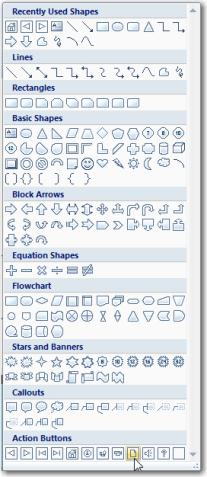 Recently Used Shapes
Lines
Rectangles
Basic Shapes
Block Arrows
Equation Shapes
Flowchart
Stars and Banners
Callouts
Action Buttons